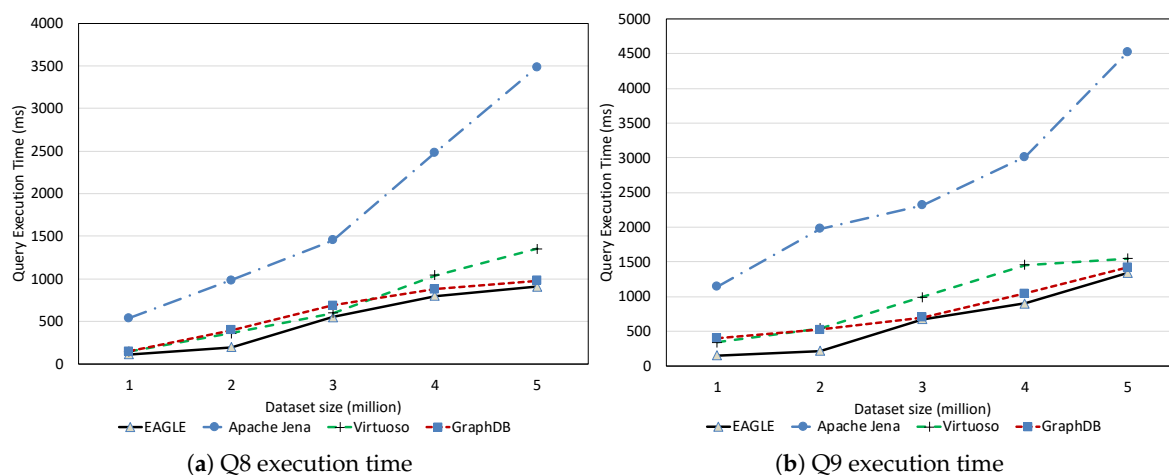 4000
3500
3000
2500
2000
1500
1000
500
0
Query Execution Time (ms)
1 2 3 4 5
Dataset size (million)
EAGLE Apache Jena Virtuoso GraphDB
(a) Q8 execution time
5000
4500
4000
3500
3000
2500
2000
1500
1000
500
0
Query Execution Time (ms)
1 2 3 4 5
Dataset size (million)
EAGLE Apache Jena Virtuoso GraphDB
(b) Q9 execution time